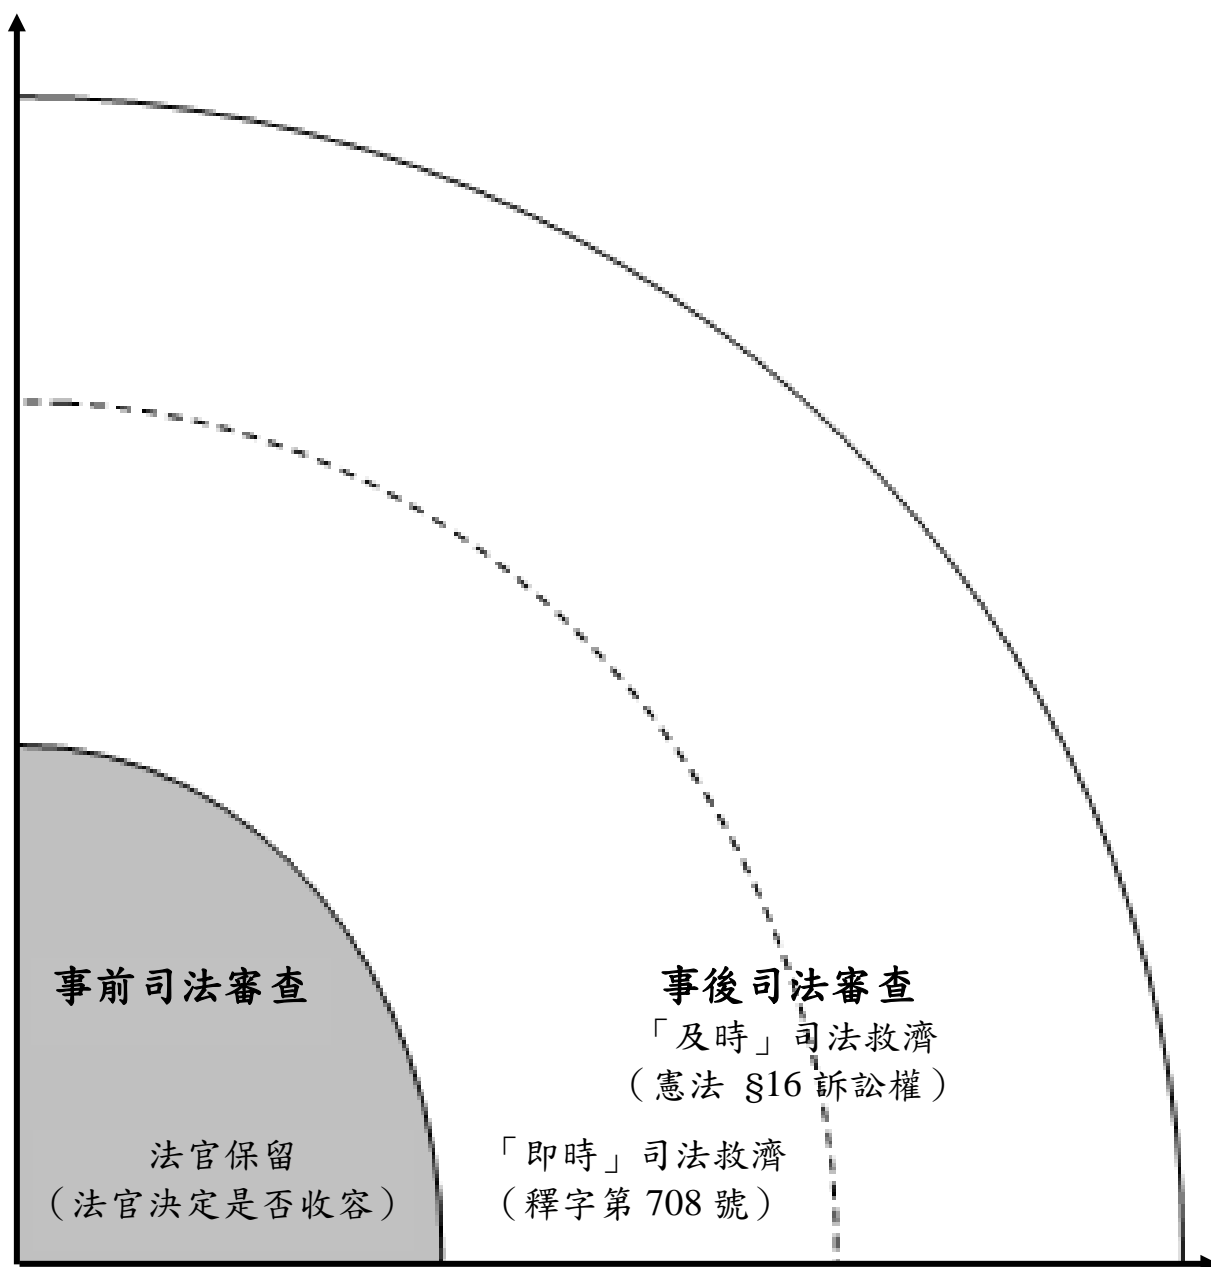 事前司法審查
事後司法審查
「及時」司法救濟
（憲法 §16 訴訟權）
法官保留
（法官決定是否收容）
「即時」司法救濟
（釋字第 708 號）